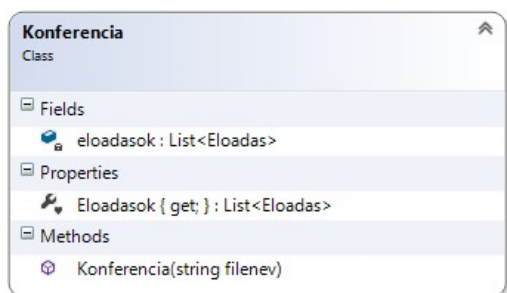 Konferencia
Class
Fields
eloadasok : List<Eloadas>
Properties
Eloadasok { get; } : List<Eloadas>
Methods
Konferencia(string filenev)